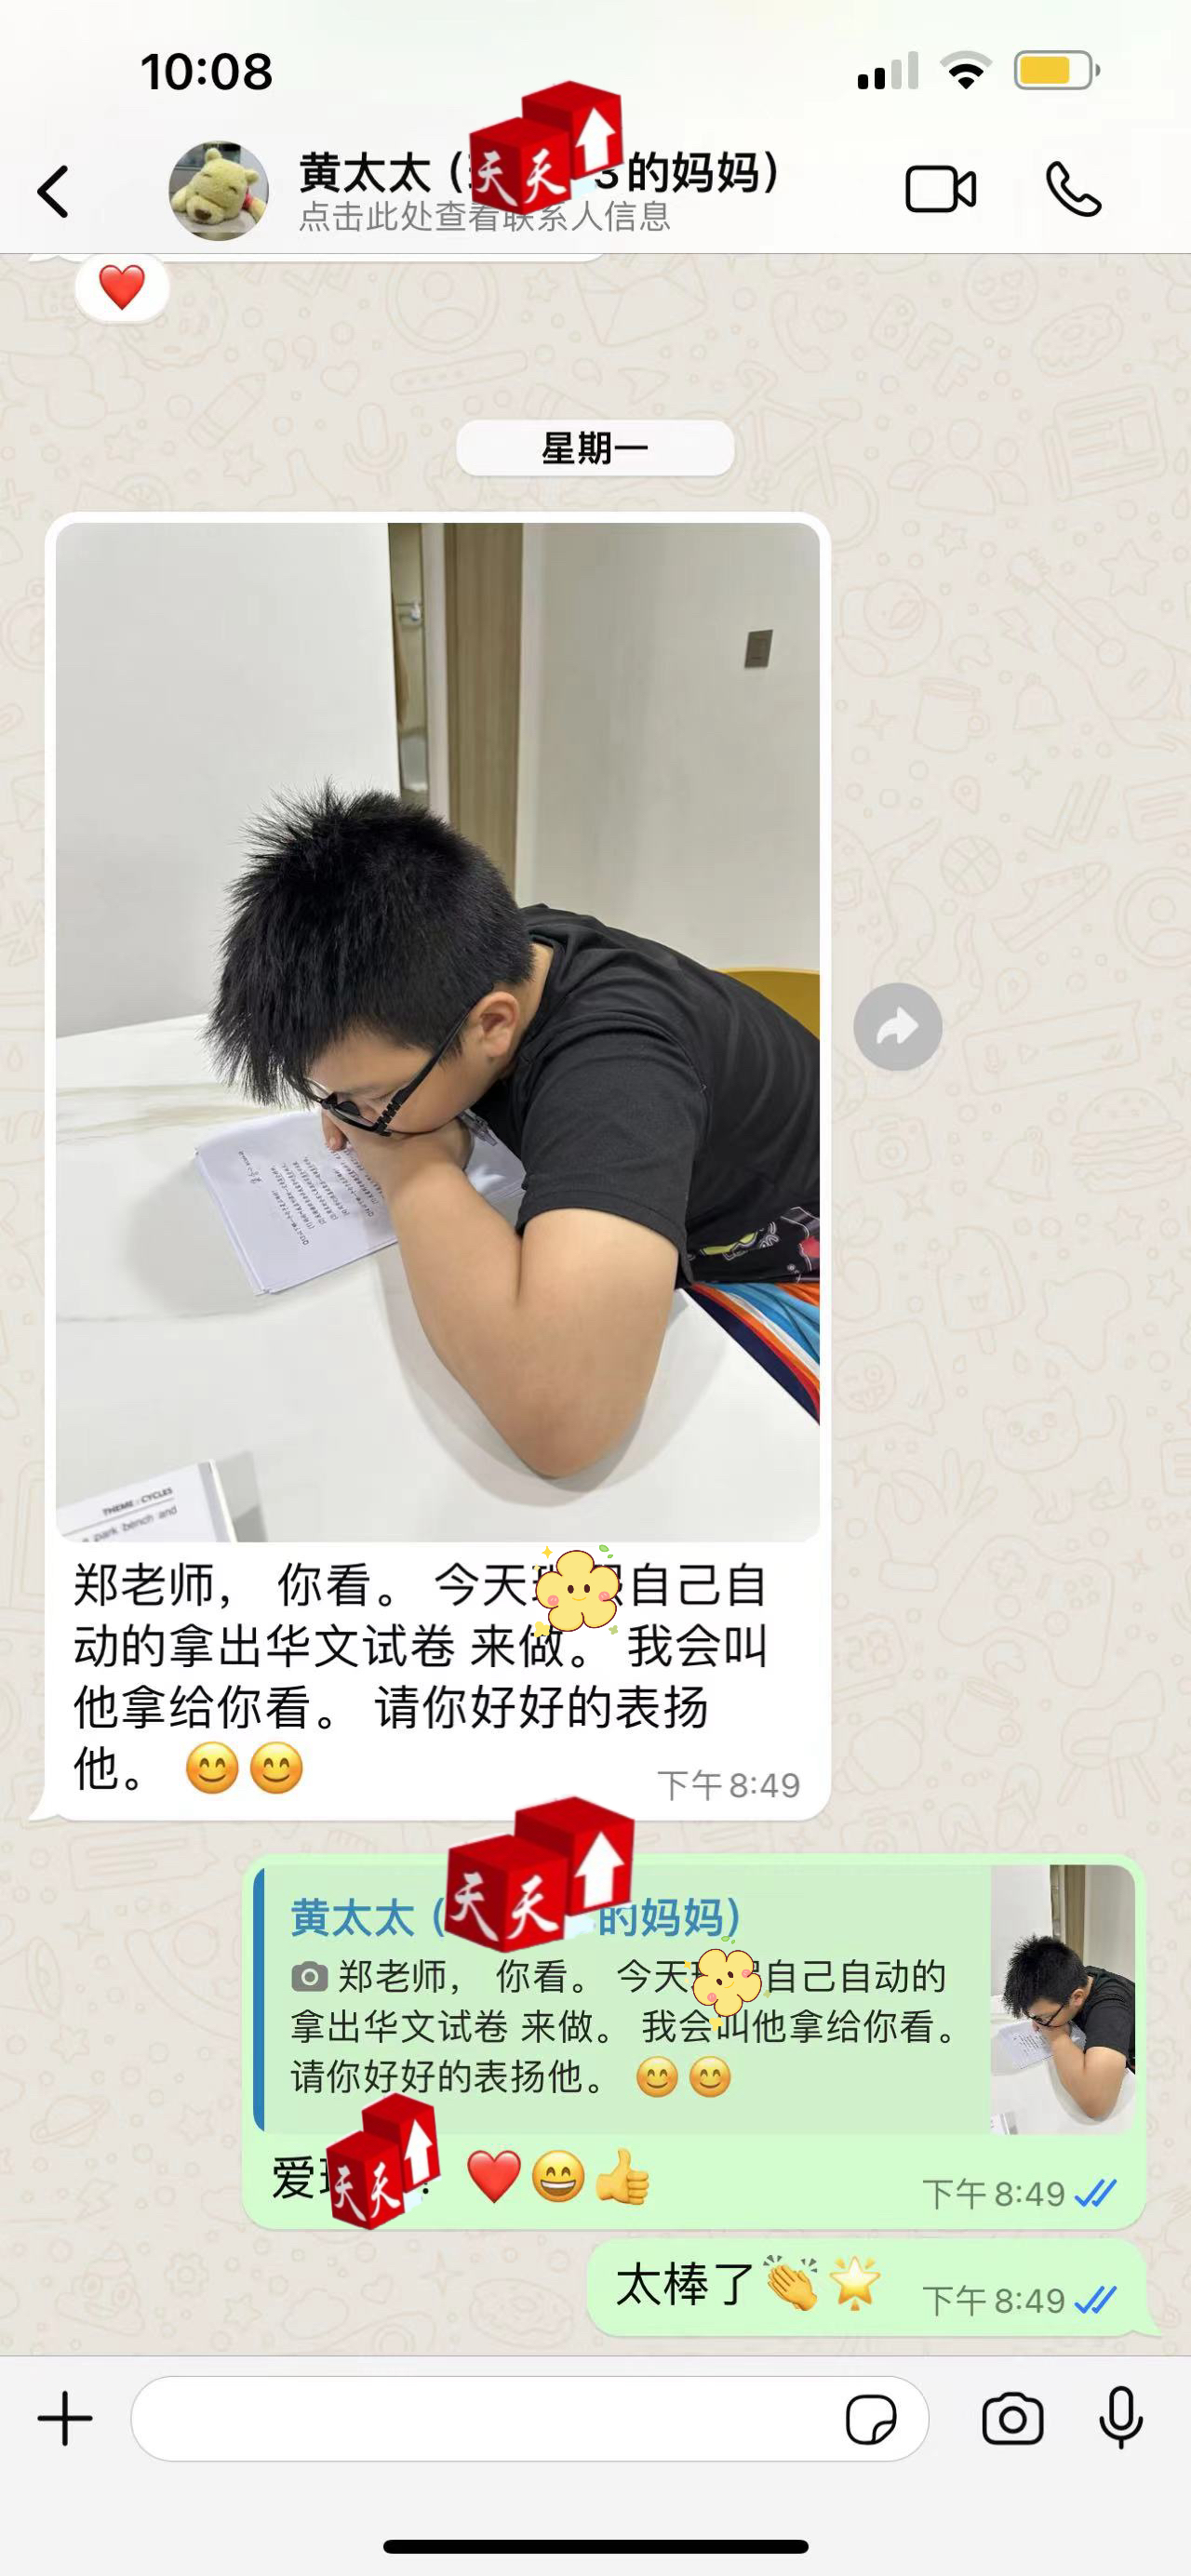 10:08
黄太太 (
的妈妈)
天天
点击此处查看联系人信息
星期一
THEME : CYCLES
park bench and
郑老师， 你看。 今天
自己自
动的拿出华文试卷 来做。 我会叫
他拿给你看。 请你好好的表扬
他。 😊😊
下午 8:49
天天
黄太太 (
的妈妈)
郑老师， 你看。 今天
自己自动的
拿出华文试卷 来做。 我会叫他拿给你看。
请你好好的表扬他。 😊😊
爱
天天
❤️😄👍
下午 8:49
太棒了👏🌟
下午 8:49